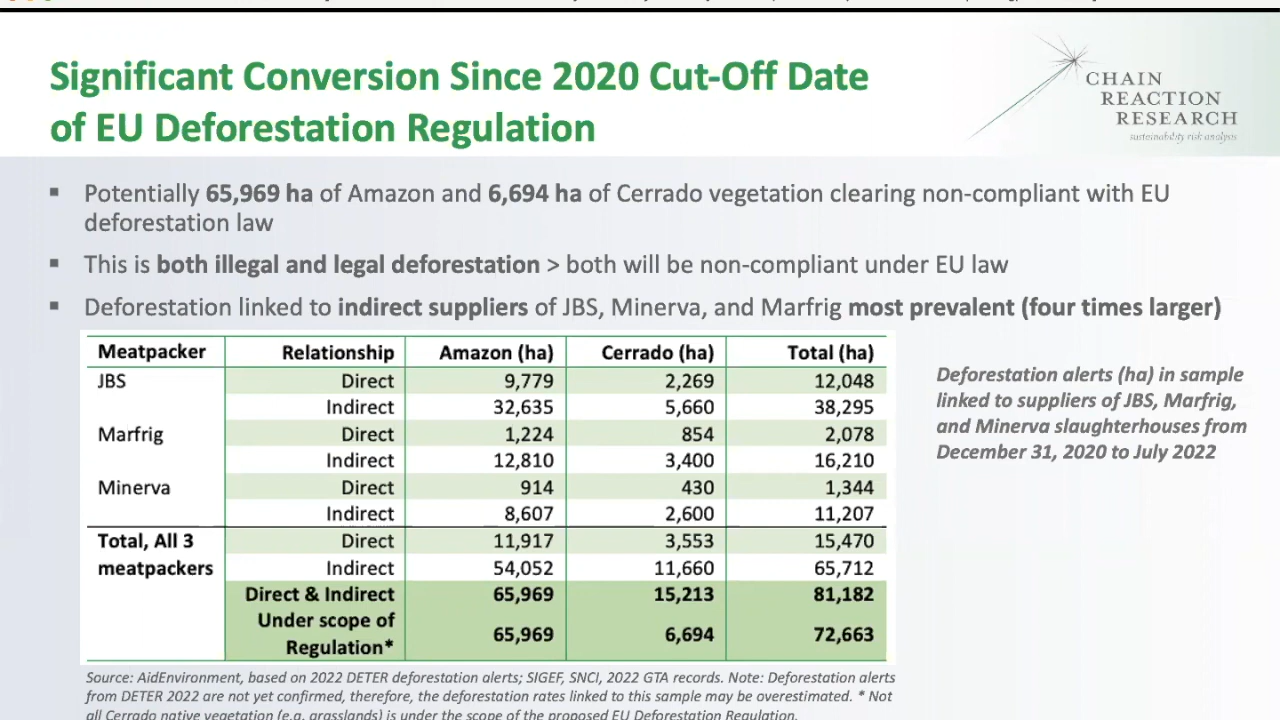 Significant Conversion Since 2020 Cut-Off Date
of EU Deforestation Regulation
CHAIN
REACTION
RESEARCH
sustainability risk analysis
▪ Potentially 65,969 ha of Amazon and 6,694 ha of Cerrado vegetation clearing non-compliant with EU
deforestation law
▪ This is both illegal and legal deforestation > both will be non-compliant under EU law
▪ Deforestation linked to indirect suppliers of JBS, Minerva, and Marfrig most prevalent (four times larger)
Meatpacker Relationship Amazon (ha) Cerrado (ha) Total (ha)
JBS Direct 9,779 2,269 12,048
Indirect 32,635 5,660 38,295
Marfrig Direct 1,224 854 2,078
Indirect 12,810 3,400 16,210
Minerva Direct 914 430 1,344
Indirect 8,607 2,600 11,207
Total, All 3 Direct 11,917 3,553 15,470
meatpackers Indirect 54,052 11,660 65,712
Direct & Indirect 65,969 15,213 81,182
Under scope of
Regulation* 65,969 6,694 72,663
Deforestation alerts (ha) in sample
linked to suppliers of JBS, Marfrig,
and Minerva slaughterhouses from
December 31, 2020 to July 2022
Source: AidEnvironment, based on 2022 DETER deforestation alerts; SIGEF, SNCI, 2022 GTA records. Note: Deforestation alerts
from DETER 2022 are not yet confirmed, therefore, the deforestation rates linked to this sample may be overestimated. * Not
all Cerrado native vegetation (e.g. grasslands) is under the scope of the proposed EU Deforestation Regulation.